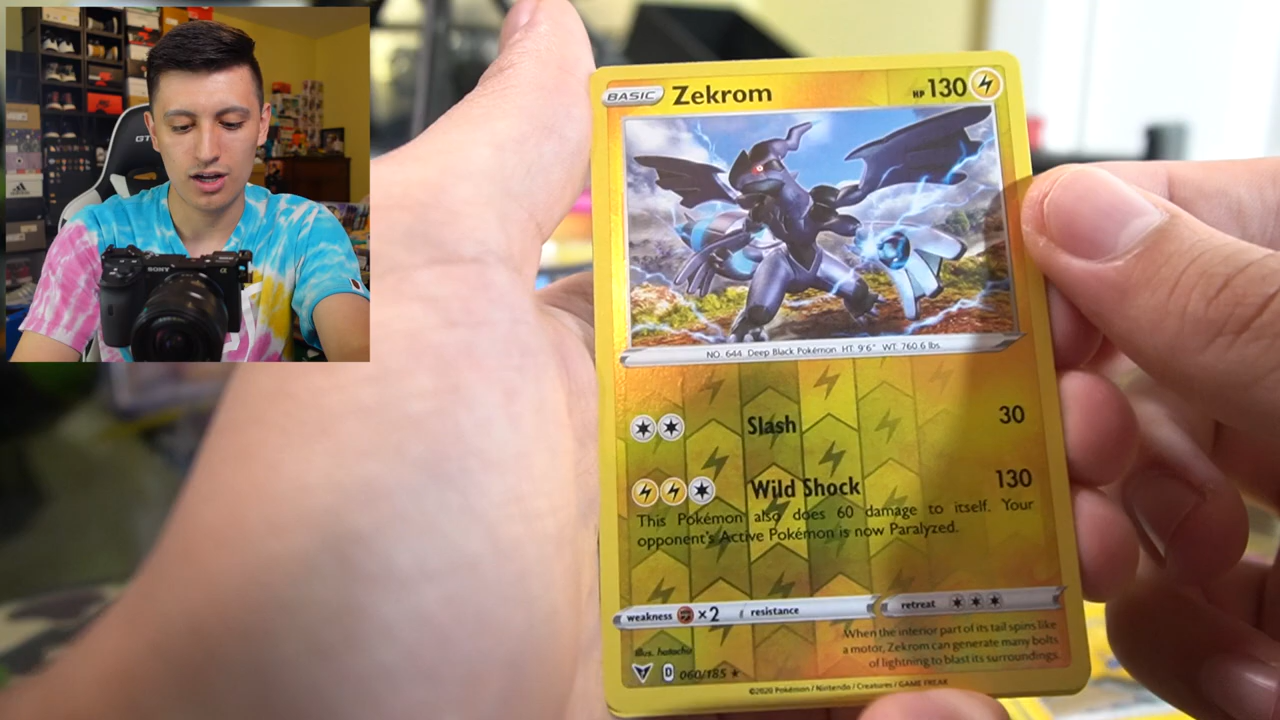 GT
SONY
α
BASIC Zekrom HP 130
NO. 644 Deep Black Pokémon HT 9'6" WT. 760.6 lbs.
Slash 30
Wild Shock 130
This Pokémon also does 60 damage to itself. Your
opponent's Active Pokémon is now Paralyzed.
weakness ×2 resistance retreat
When the interior part of its tail spins like
a motor, Zekrom can generate many bolts
of lightning to blast its surroundings.
Illus. hatachu
D 060/185 ★
©2020 Pokémon / Nintendo / Creatures / GAME FREAK